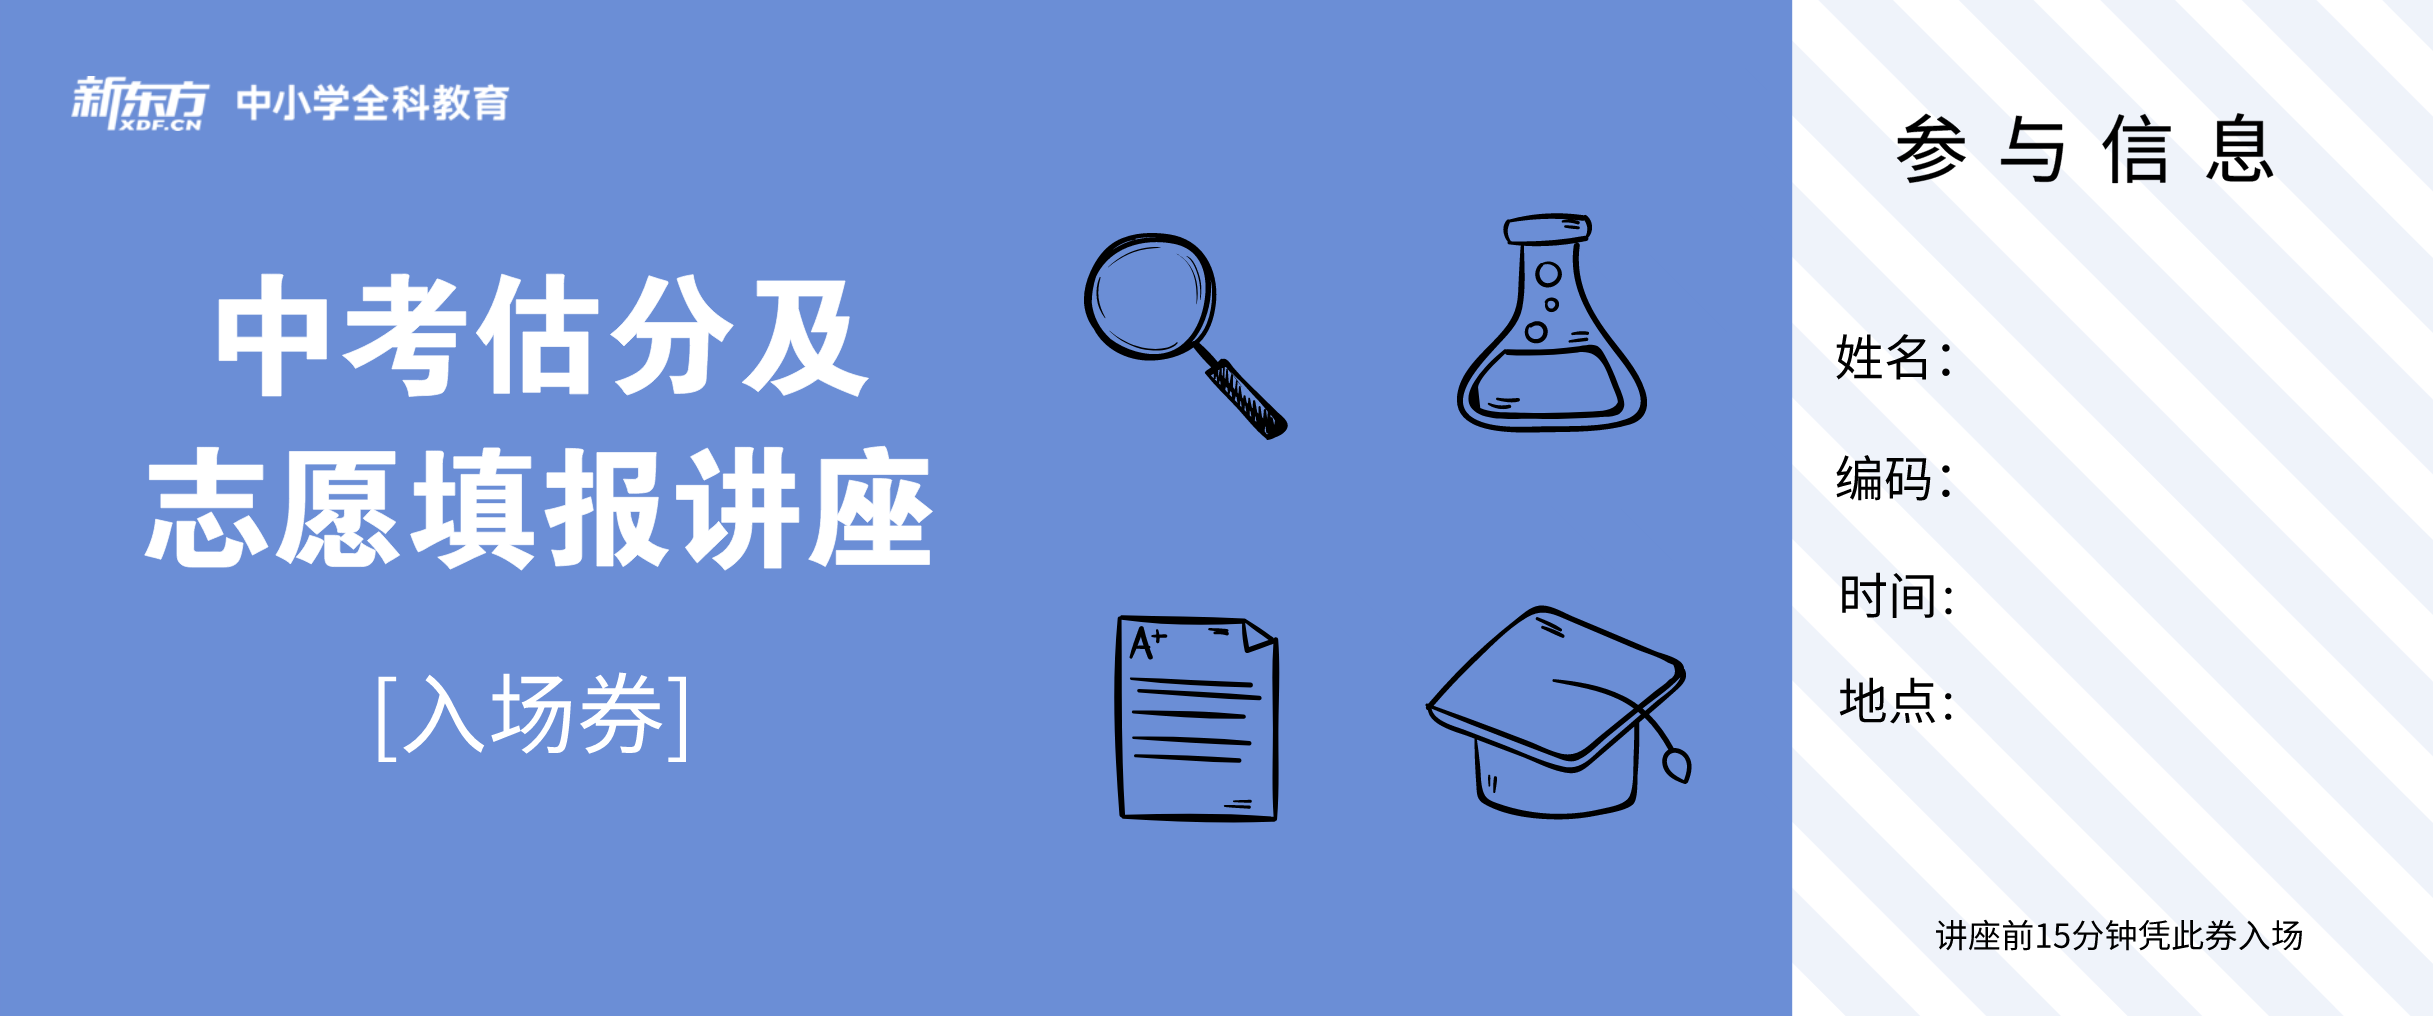 新东方 XDF.CN 中小学全科教育
中考估分及
志愿填报讲座
[入场券]
A+
参与信息
姓名：
编码：
时间：
地点：
讲座前15分钟凭此券入场